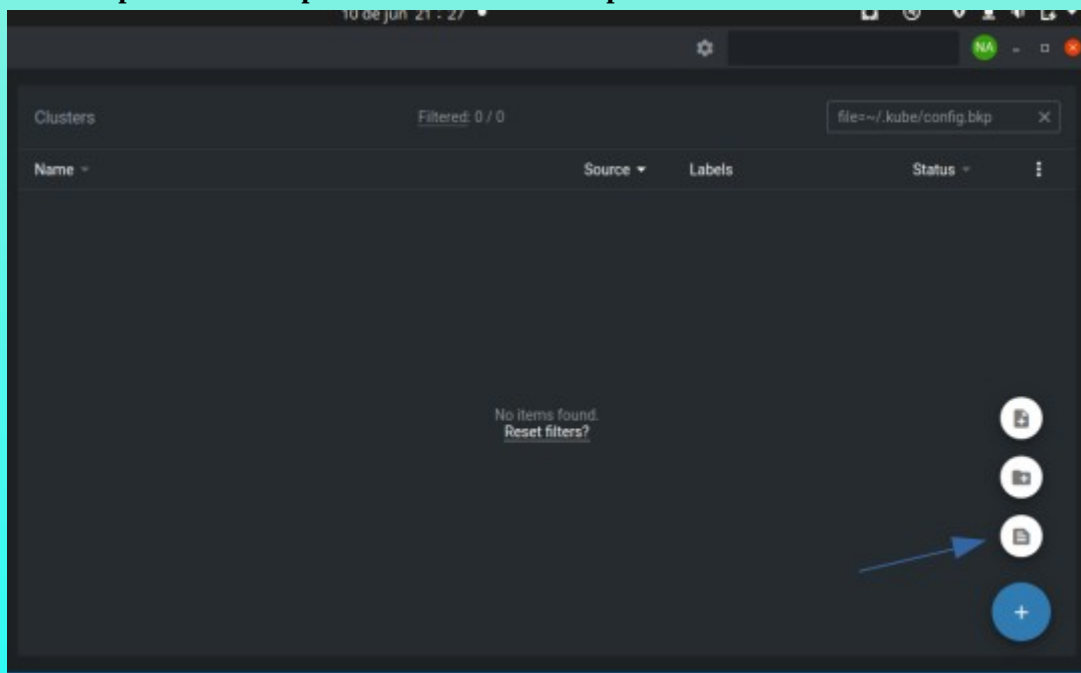 10 de jun 21 : 27
NA
Clusters
Filtered: 0 / 0
file=~/.kube/config.bkp
Name
Source
Labels
Status
No items found.
Reset filters?